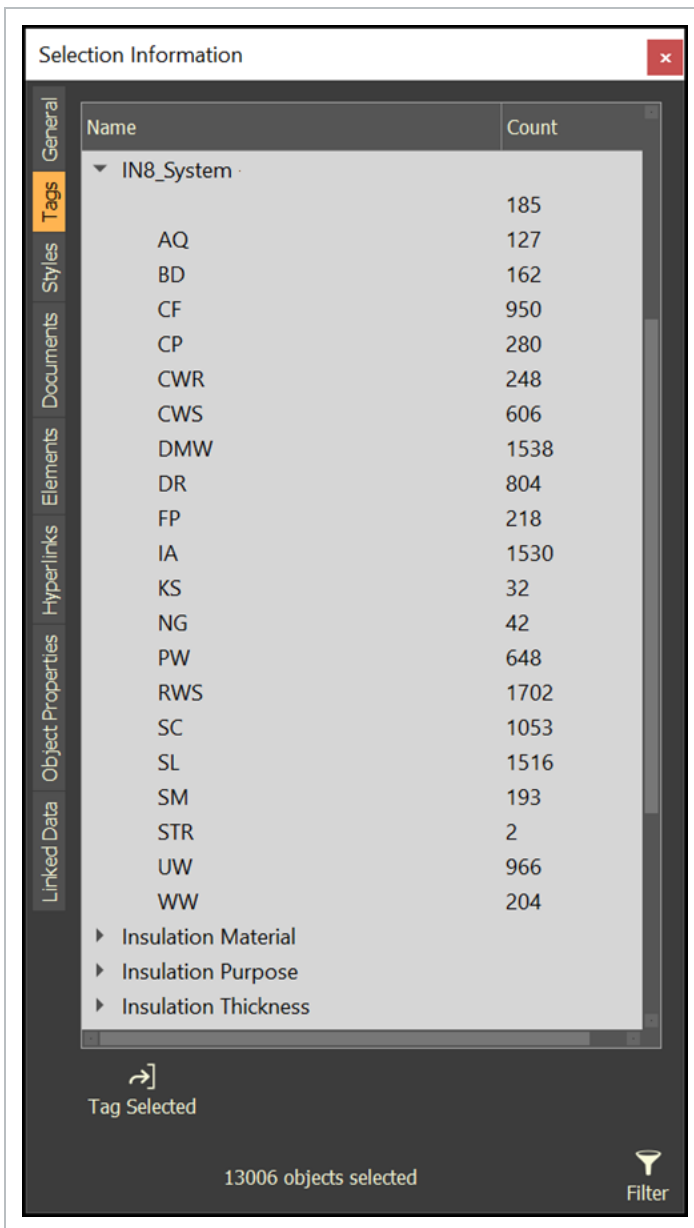 Selection Information
General
Tags
Styles
Documents
Elements
Hyperlinks
Object Properties
Linked Data
Name Count
IN8_System
185
AQ 127
BD 162
CF 950
CP 280
CWR 248
CWS 606
DMW 1538
DR 804
FP 218
IA 1530
KS 32
NG 42
PW 648
RWS 1702
SC 1053
SL 1516
SM 193
STR 2
UW 966
WW 204
Insulation Material
Insulation Purpose
Insulation Thickness
Tag Selected
13006 objects selected
Filter